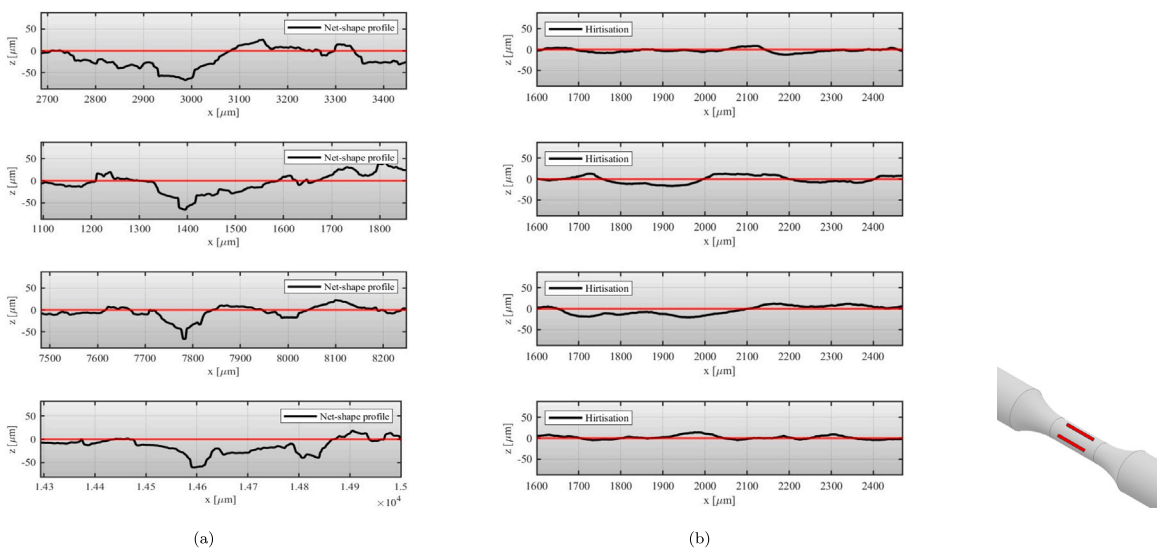 50
0
-50
z [μm]
Net-shape profile
2700 2800 2900 3000 3100 3200 3300 3400
x [μm]
50
0
-50
z [μm]
Hirtisation
1600 1700 1800 1900 2000 2100 2200 2300 2400
x [μm]
50
0
-50
z [μm]
Net-shape profile
1100 1200 1300 1400 1500 1600 1700 1800
x [μm]
50
0
-50
z [μm]
Hirtisation
1600 1700 1800 1900 2000 2100 2200 2300 2400
x [μm]
50
0
-50
z [μm]
Net-shape profile
7500 7600 7700 7800 7900 8000 8100 8200
x [μm]
50
0
-50
z [μm]
Hirtisation
1600 1700 1800 1900 2000 2100 2200 2300 2400
x [μm]
50
0
-50
z [μm]
Net-shape profile
1.43 1.44 1.45 1.46 1.47 1.48 1.49 1.5
x [μm]
×10⁴
50
0
-50
z [μm]
Hirtisation
1600 1700 1800 1900 2000 2100 2200 2300 2400
x [μm]
(a)
(b)